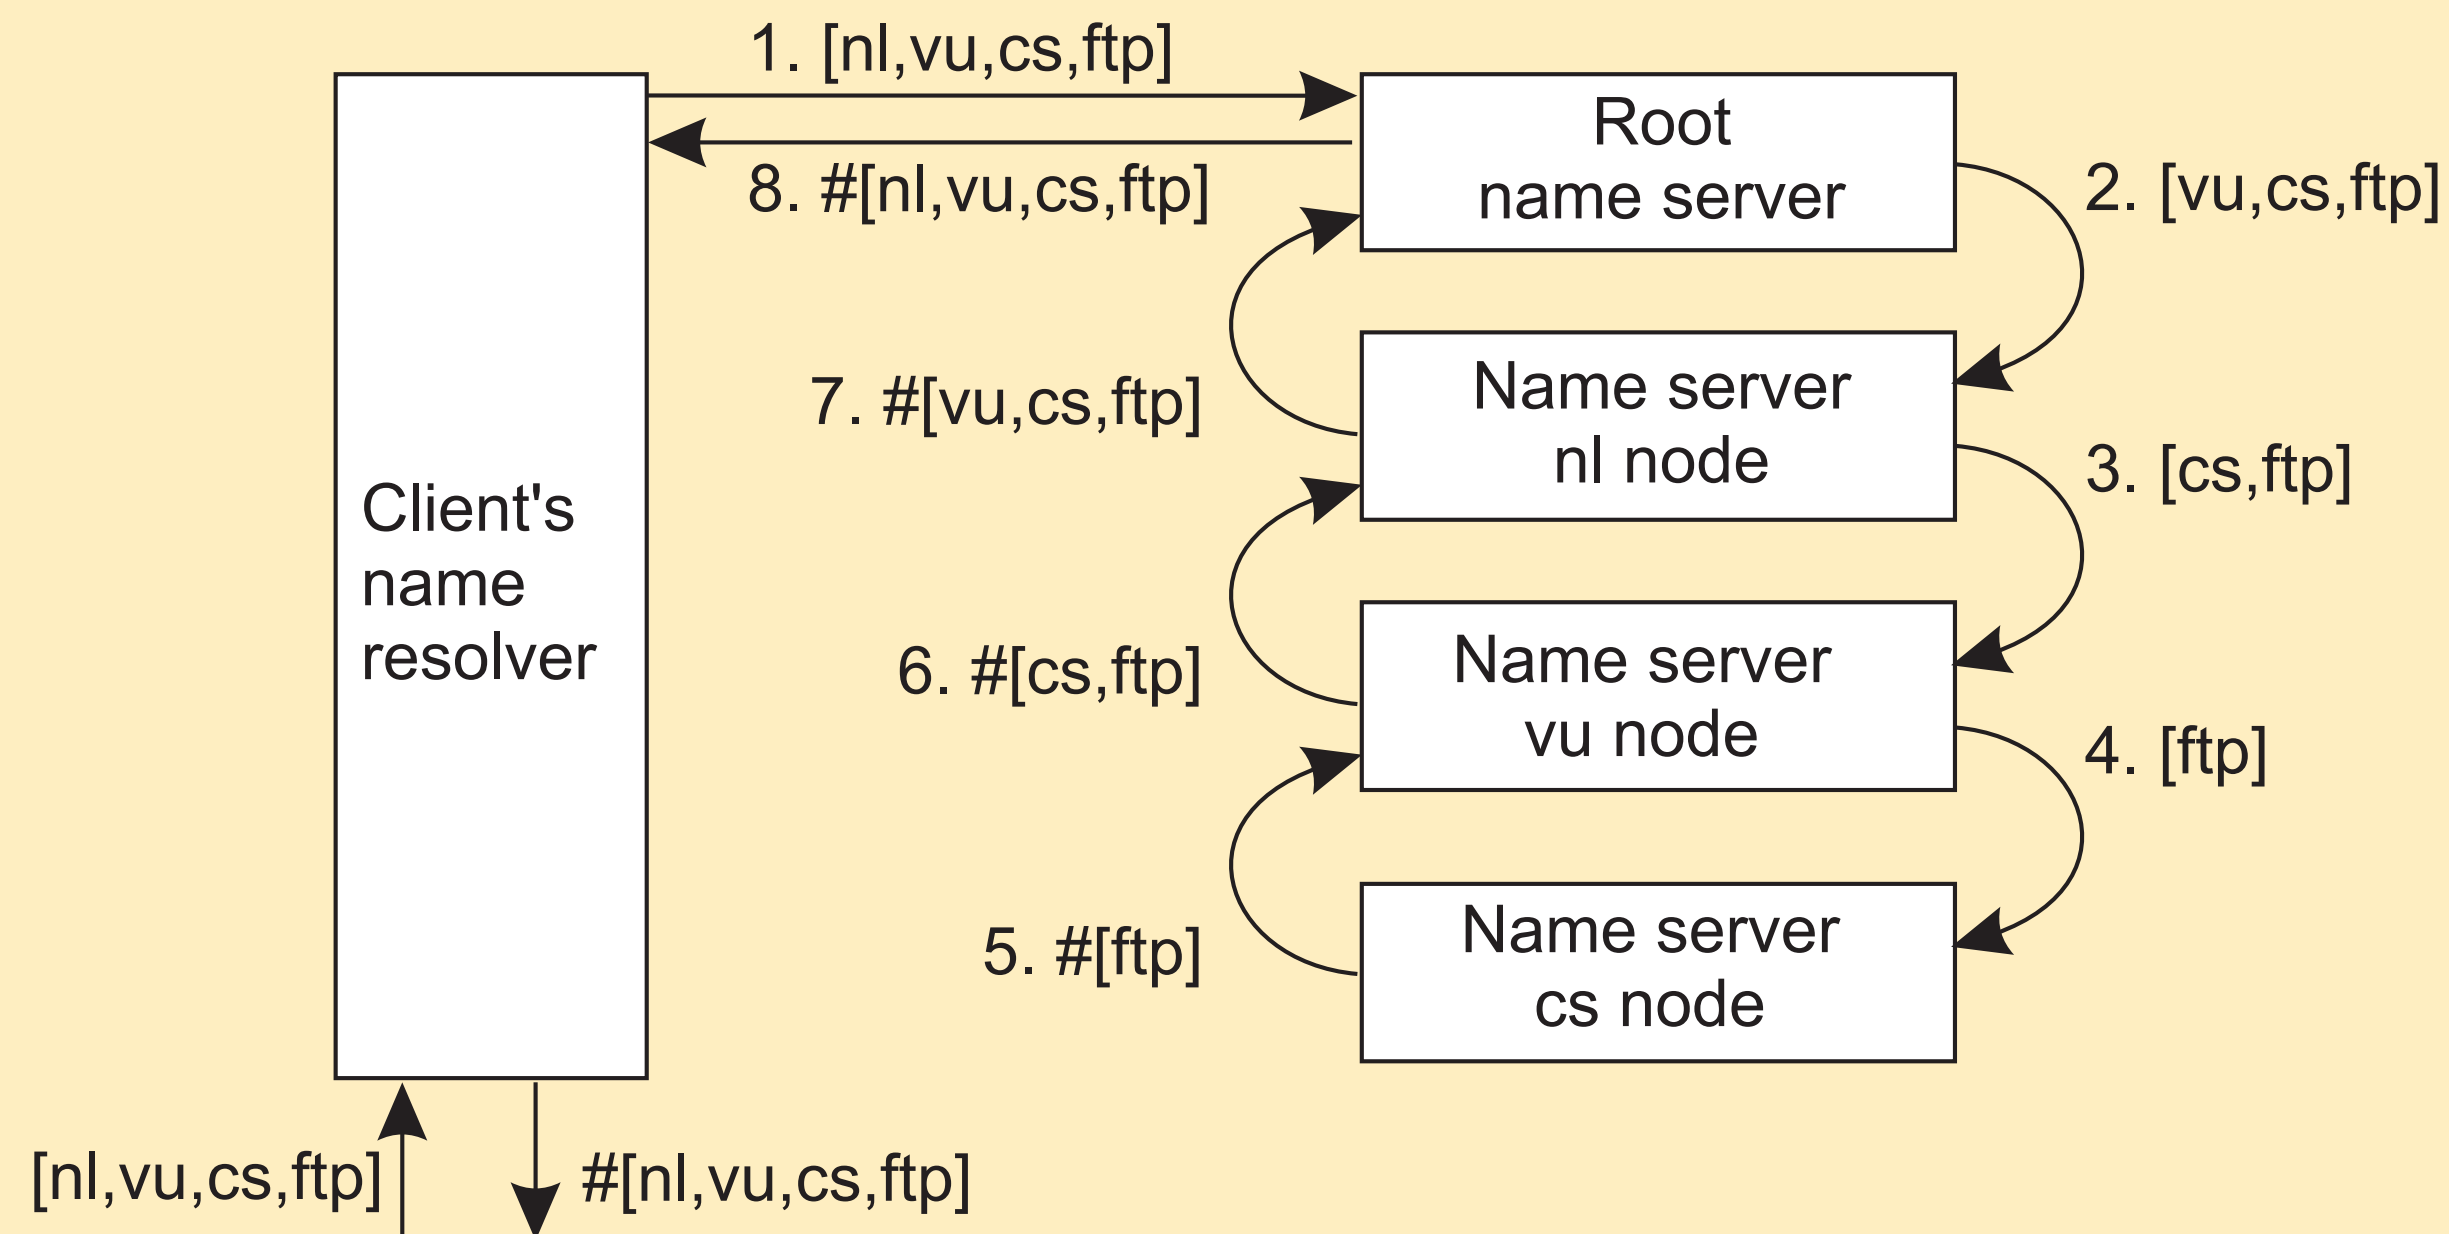 1. [nl,vu,cs,ftp]
8. #[nl,vu,cs,ftp]
Root
name server
2. [vu,cs,ftp]
7. #[vu,cs,ftp]
Name server
nl node
3. [cs,ftp]
Client's
name
resolver
6. #[cs,ftp]
Name server
vu node
4. [ftp]
5. #[ftp]
Name server
cs node
[nl,vu,cs,ftp]
#[nl,vu,cs,ftp]